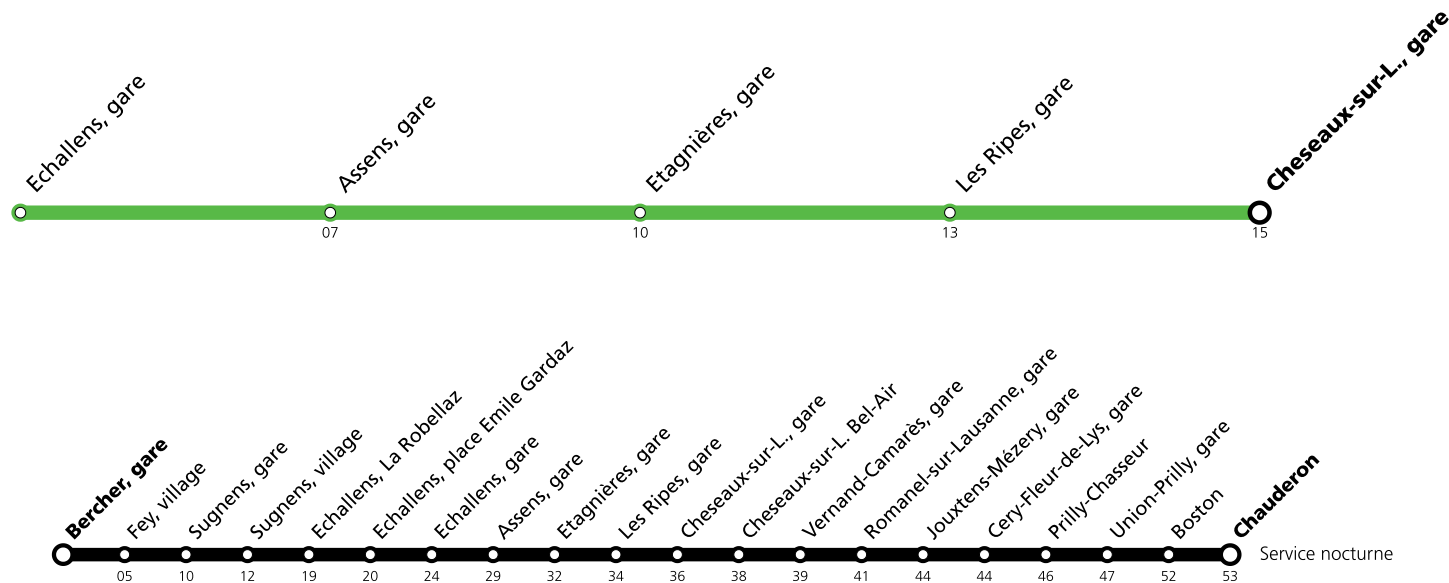 Echallens, gare
Assens, gare
Etagnières, gare
Les Ripes, gare
Cheseaux-sur-L., gare
07
10
13
15
Bercher, gare
Fey, village
Sugnens, gare
Sugnens, village
Echallens, La Robellaz
Echallens, place Emile Gardaz
Echallens, gare
Assens, gare
Etagnières, gare
Les Ripes, gare
Cheseaux-sur-L., gare
Cheseaux-sur-L. Bel-Air
Vernand-Camarès, gare
Romanel-sur-Lausanne, gare
Jouxtens-Mézery, gare
Cery-Fleur-de-Lys, gare
Prilly-Chasseur
Union-Prilly, gare
Boston
Chauderon
Service nocturne
05
10
12
19
20
24
29
32
34
36
38
39
41
44
44
46
47
52
53